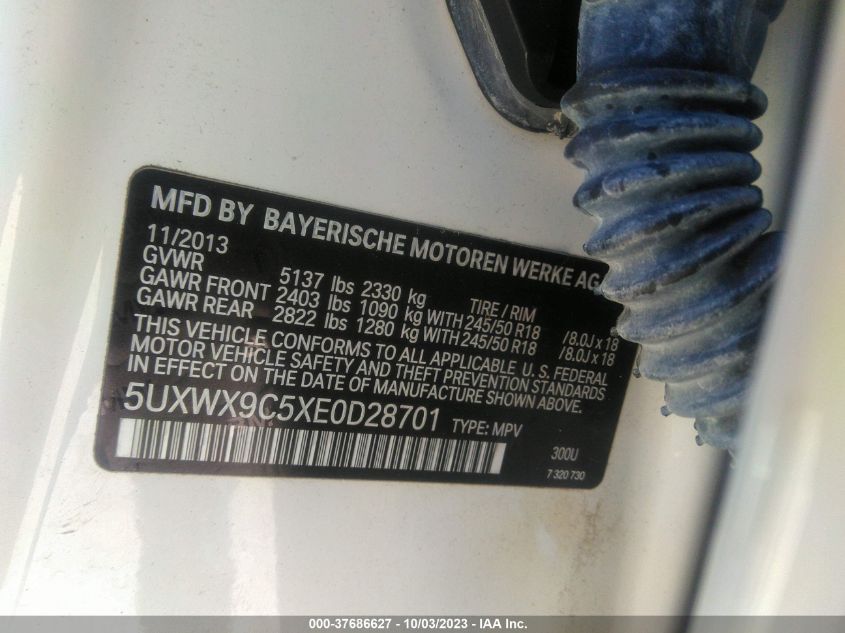 MFD BY BAYERISCHE MOTOREN WERKE AG
11/2013
GVWR 5137 lbs 2330 kg TIRE / RIM
GAWR FRONT 2403 lbs 1090 kg WITH 245/50 R18 /8.0J x 18
GAWR REAR 2822 lbs 1280 kg WITH 245/50 R18 /8.0J x 18
THIS VEHICLE CONFORMS TO ALL APPLICABLE U.S. FEDERAL
MOTOR VEHICLE SAFETY AND THEFT PREVENTION STANDARDS
IN EFFECT ON THE DATE OF MANUFACTURE SHOWN ABOVE.
5UXWX9C5XE0D28701 TYPE: MPV
300U
7 320 730
000-37686627 - 10/03/2023 - IAA Inc.